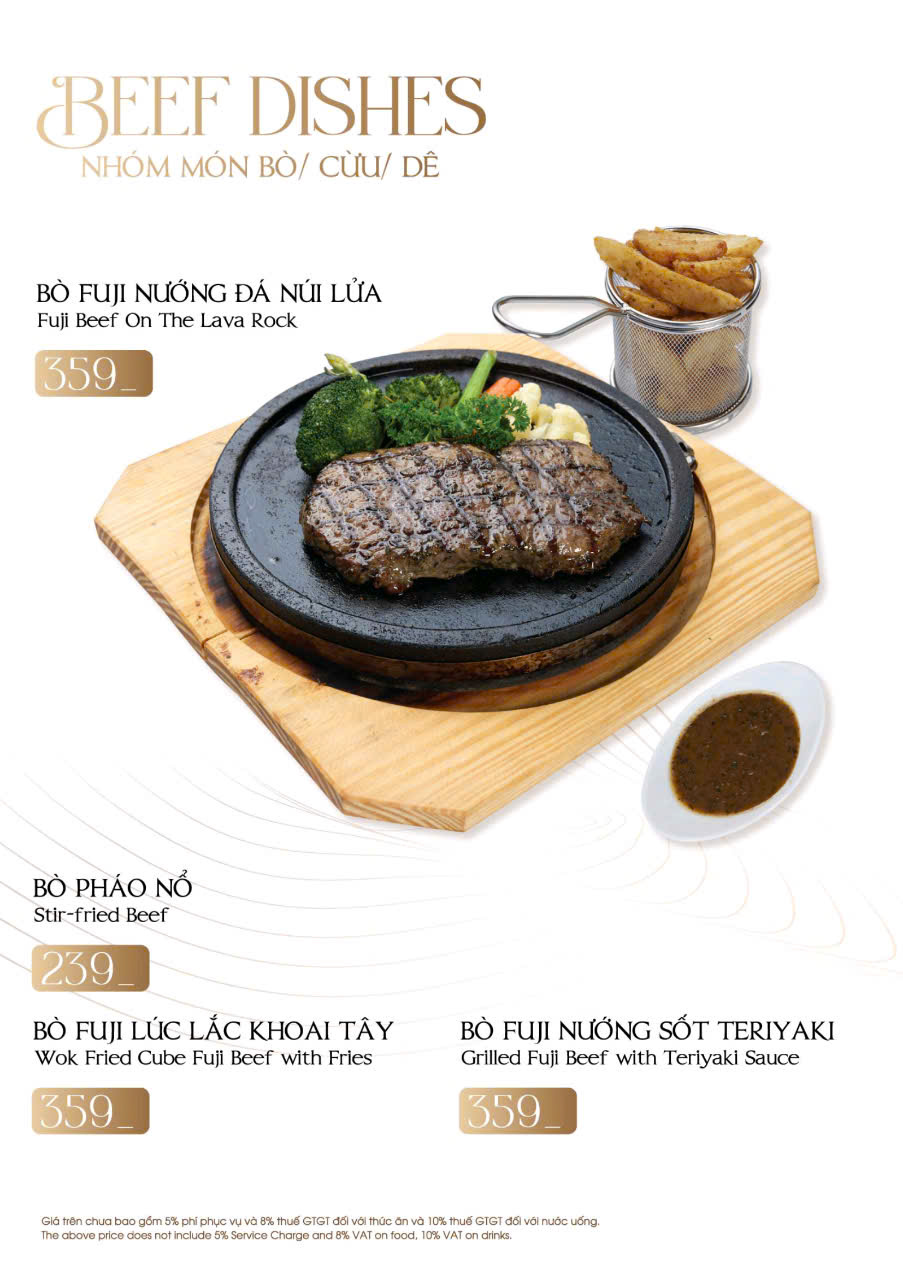 BEEF DISHES
NHÓM MÓN BÒ/ CỪU/ DÊ
BÒ FUJI NƯỚNG ĐÁ NÚI LỬA
Fuji Beef On The Lava Rock
359_
BÒ PHÁO NỔ
Stir-fried Beef
239_
BÒ FUJI LÚC LẮC KHOAI TÂY
Wok Fried Cube Fuji Beef with Fries
359_
BÒ FUJI NƯỚNG SỐT TERIYAKI
Grilled Fuji Beef with Teriyaki Sauce
359_
Giá trên chưa bao gồm 5% phí phục vụ và 8% thuế GTGT đối với thức ăn và 10% thuế GTGT đối với nước uống.
The above price does not include 5% Service Charge and 8% VAT on food, 10% VAT on drinks.